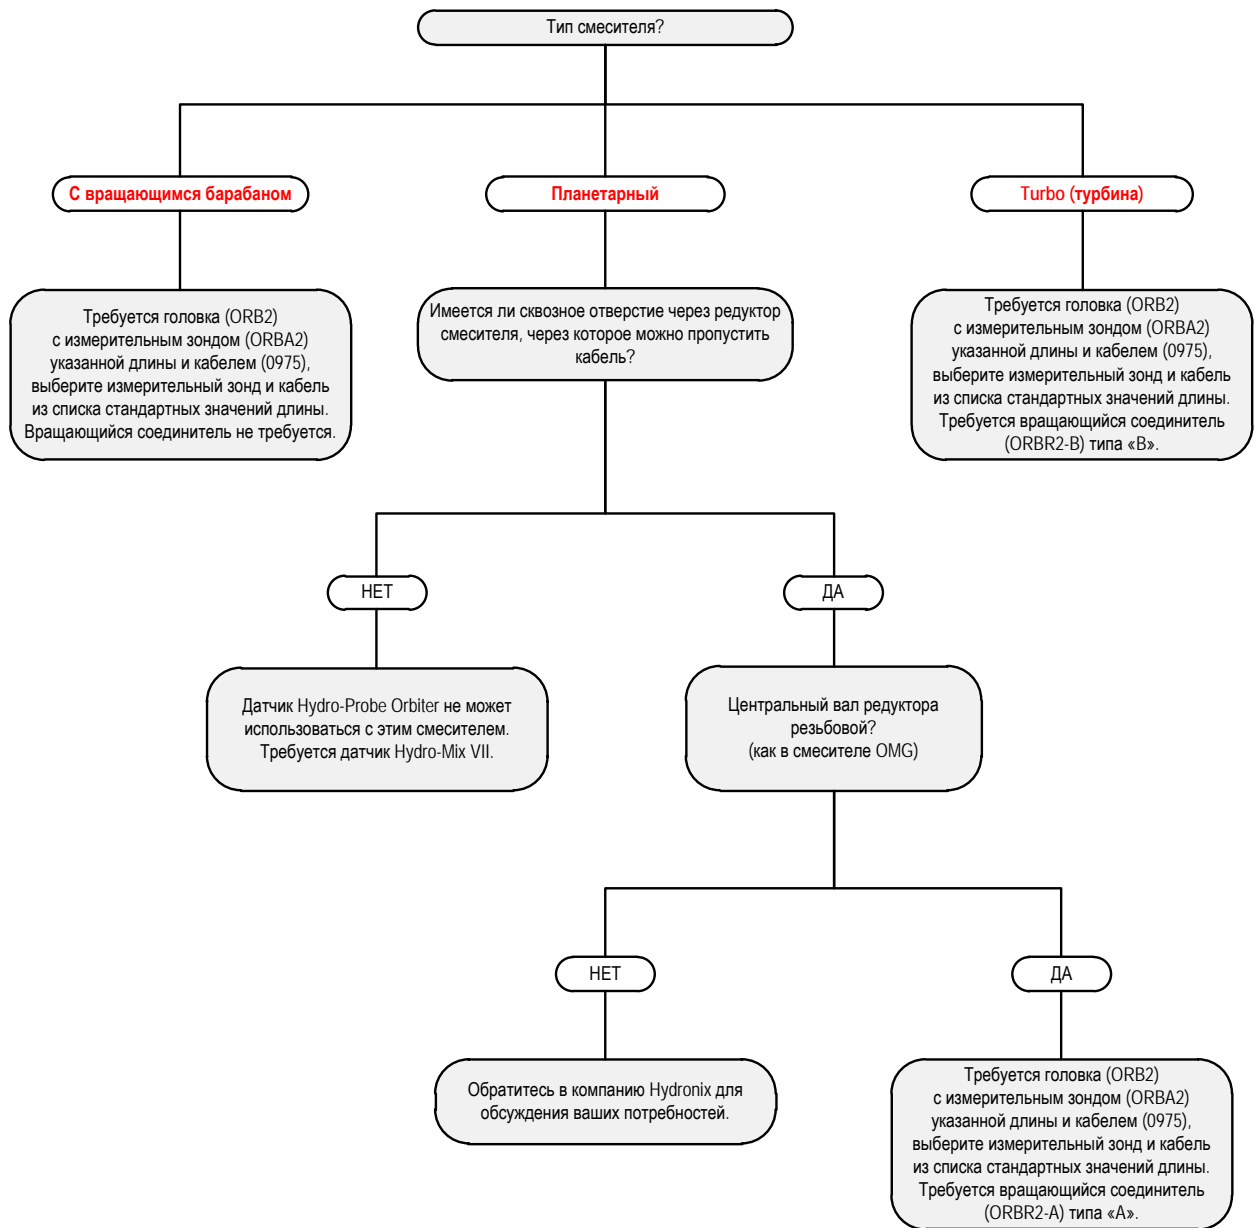 Тип смесителя?
С вращающимся барабаном
Планетарный
Turbo (турбина)
Требуется головка (ORB2)
с измерительным зондом (ORBA2)
указанной длины и кабелем (0975),
выберите измерительный зонд и кабель
из списка стандартных значений длины.
Вращающийся соединитель не требуется.
Имеется ли сквозное отверстие через редуктор
смесителя, через которое можно пропустить
кабель?
Требуется головка (ORB2)
с измерительным зондом (ORBA2)
указанной длины и кабелем (0975),
выберите измерительный зонд и кабель
из списка стандартных значений длины.
Требуется вращающийся соединитель
(ORBR2-B) типа «B».
НЕТ
ДА
Датчик Hydro-Probe Orbiter не может
использоваться с этим смесителем.
Требуется датчик Hydro-Mix VII.
Центральный вал редуктора
резьбовой?
(как в смесителе OMG)
НЕТ
ДА
Обратитесь в компанию Hydronix для
обсуждения ваших потребностей.
Требуется головка (ORB2)
с измерительным зондом (ORBA2)
указанной длины и кабелем (0975),
выберите измерительный зонд и кабель
из списка стандартных значений длины.
Требуется вращающийся соединитель
(ORBR2-A) типа «A».